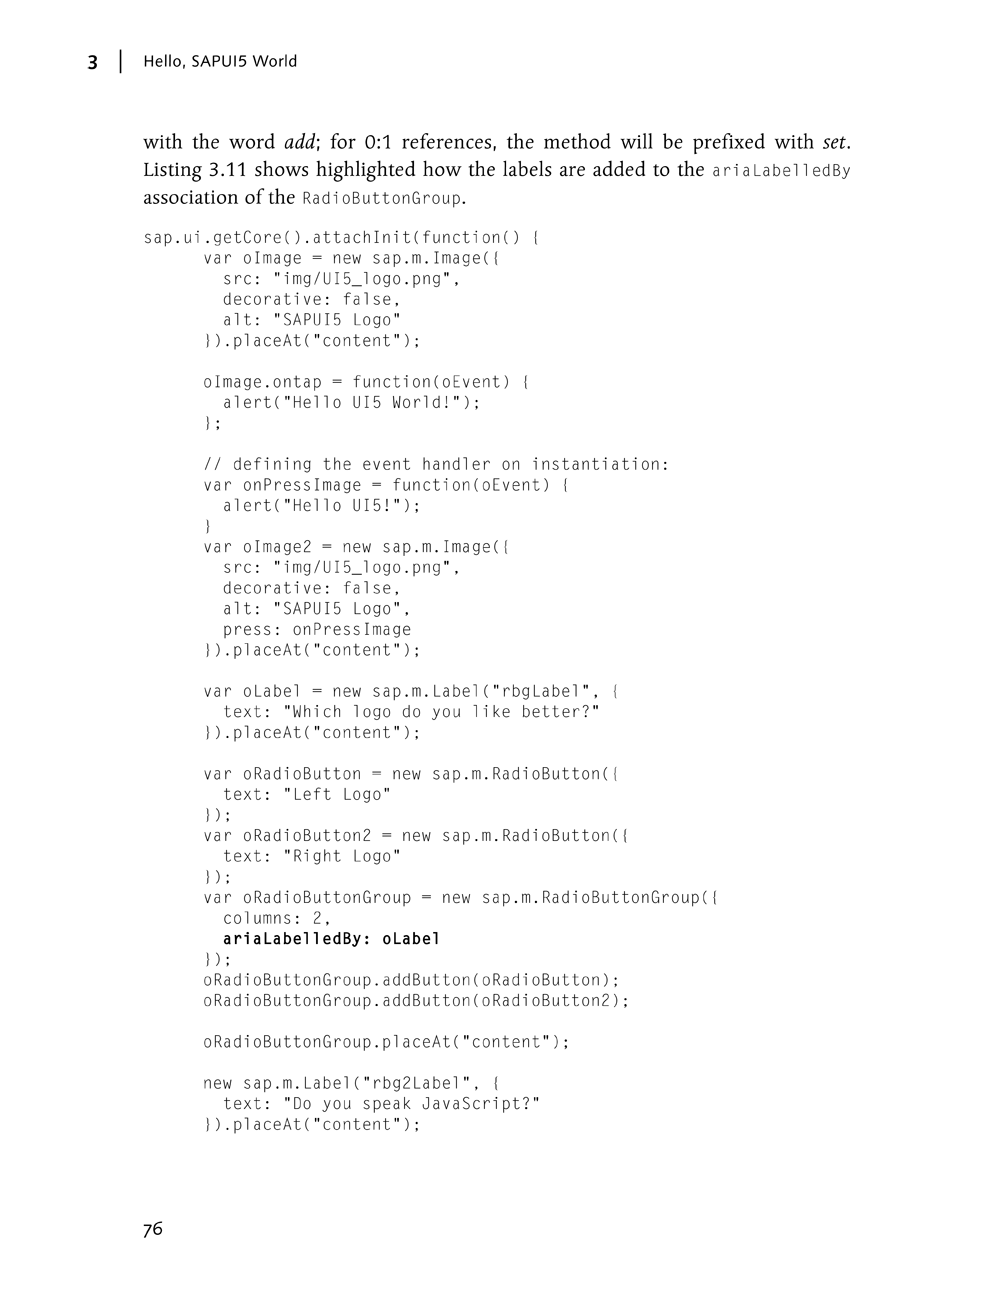 3 | Hello, SAPUI5 World
with the word add; for 0:1 references, the method will be prefixed with set.
Listing 3.11 shows highlighted how the labels are added to the ariaLabelledBy
association of the RadioButtonGroup.
sap.ui.getCore().attachInit(function() {
      var oImage = new sap.m.Image({
        src: "img/UI5_logo.png",
        decorative: false,
        alt: "SAPUI5 Logo"
      }).placeAt("content");

      oImage.ontap = function(oEvent) {
        alert("Hello UI5 World!");
      };

      // defining the event handler on instantiation:
      var onPressImage = function(oEvent) {
        alert("Hello UI5!");
      }
      var oImage2 = new sap.m.Image({
        src: "img/UI5_logo.png",
        decorative: false,
        alt: "SAPUI5 Logo",
        press: onPressImage
      }).placeAt("content");

      var oLabel = new sap.m.Label("rbgLabel", {
        text: "Which logo do you like better?"
      }).placeAt("content");

      var oRadioButton = new sap.m.RadioButton({
        text: "Left Logo"
      });
      var oRadioButton2 = new sap.m.RadioButton({
        text: "Right Logo"
      });
      var oRadioButtonGroup = new sap.m.RadioButtonGroup({
        columns: 2,
        ariaLabelledBy: oLabel
      });
      oRadioButtonGroup.addButton(oRadioButton);
      oRadioButtonGroup.addButton(oRadioButton2);

      oRadioButtonGroup.placeAt("content");

      new sap.m.Label("rbg2Label", {
        text: "Do you speak JavaScript?"
      }).placeAt("content");
76